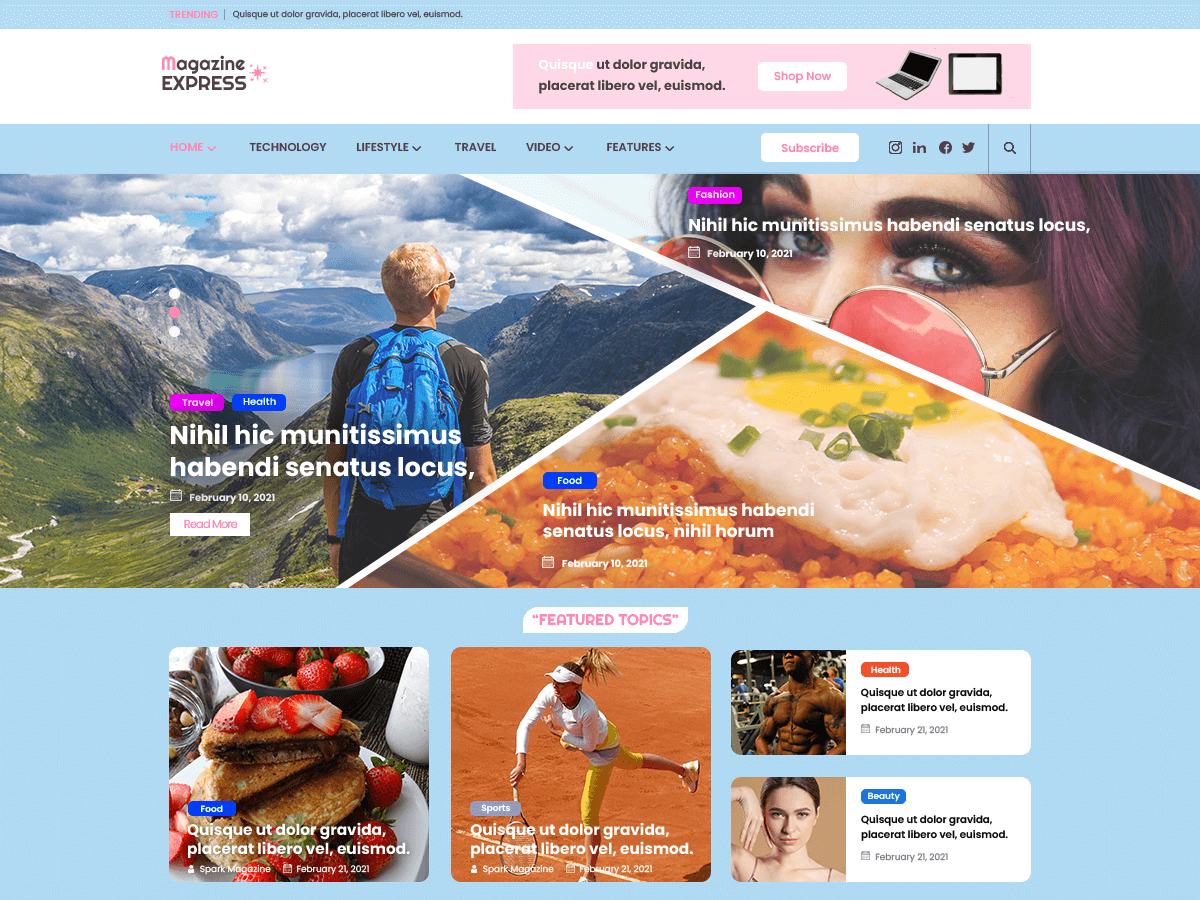 TRENDING | Quisque ut dolor gravida, placerat libero vel, euismod.
Magazine
EXPRESS
Quisque ut dolor gravida,
placerat libero vel, euismod.
Shop Now
HOME TECHNOLOGY LIFESTYLE TRAVEL VIDEO FEATURES Subscribe
Fashion
Nihil hic munitissimus habendi senatus locus,
February 10, 2021
Travel Health
Nihil hic munitissimus
habendi senatus locus,
February 10, 2021
Read More
Food
Nihil hic munitissimus habendi
senatus locus, nihil horum
February 10, 2021
“FEATURED TOPICS”
Food
Quisque ut dolor gravida,
placerat libero vel, euismod.
Spark Magazine February 21, 2021
Sports
Quisque ut dolor gravida,
placerat libero vel, euismod.
Spark Magazine February 21, 2021
Health
Quisque ut dolor gravida,
placerat libero vel, euismod.
February 21, 2021
Beauty
Quisque ut dolor gravida,
placerat libero vel, euismod.
February 21, 2021